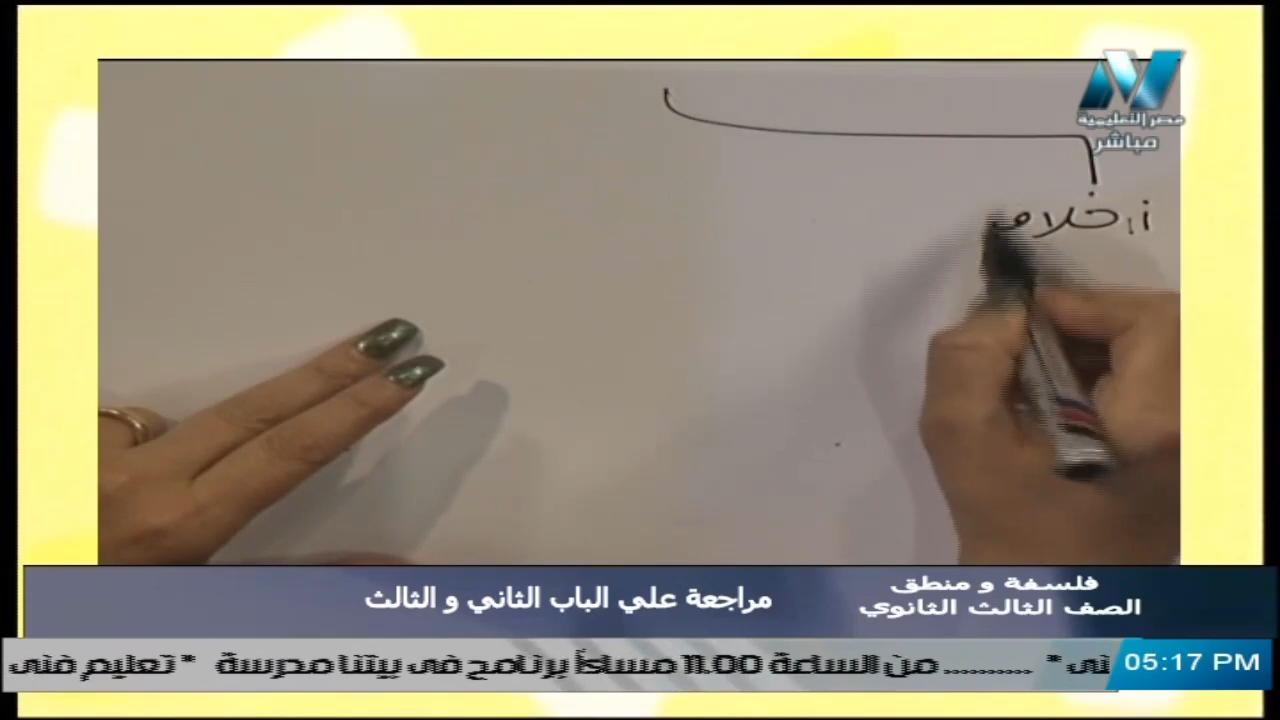 مصر التعليمية
مباشر
فلسفة و منطق
الصف الثالث الثانوي
مراجعة علي الباب الثاني و الثالث
05:17 PM
نى * .......... من الساعة 11.00 مساءاً برنامج فى بيتنا مدرسة * تعليم فنى